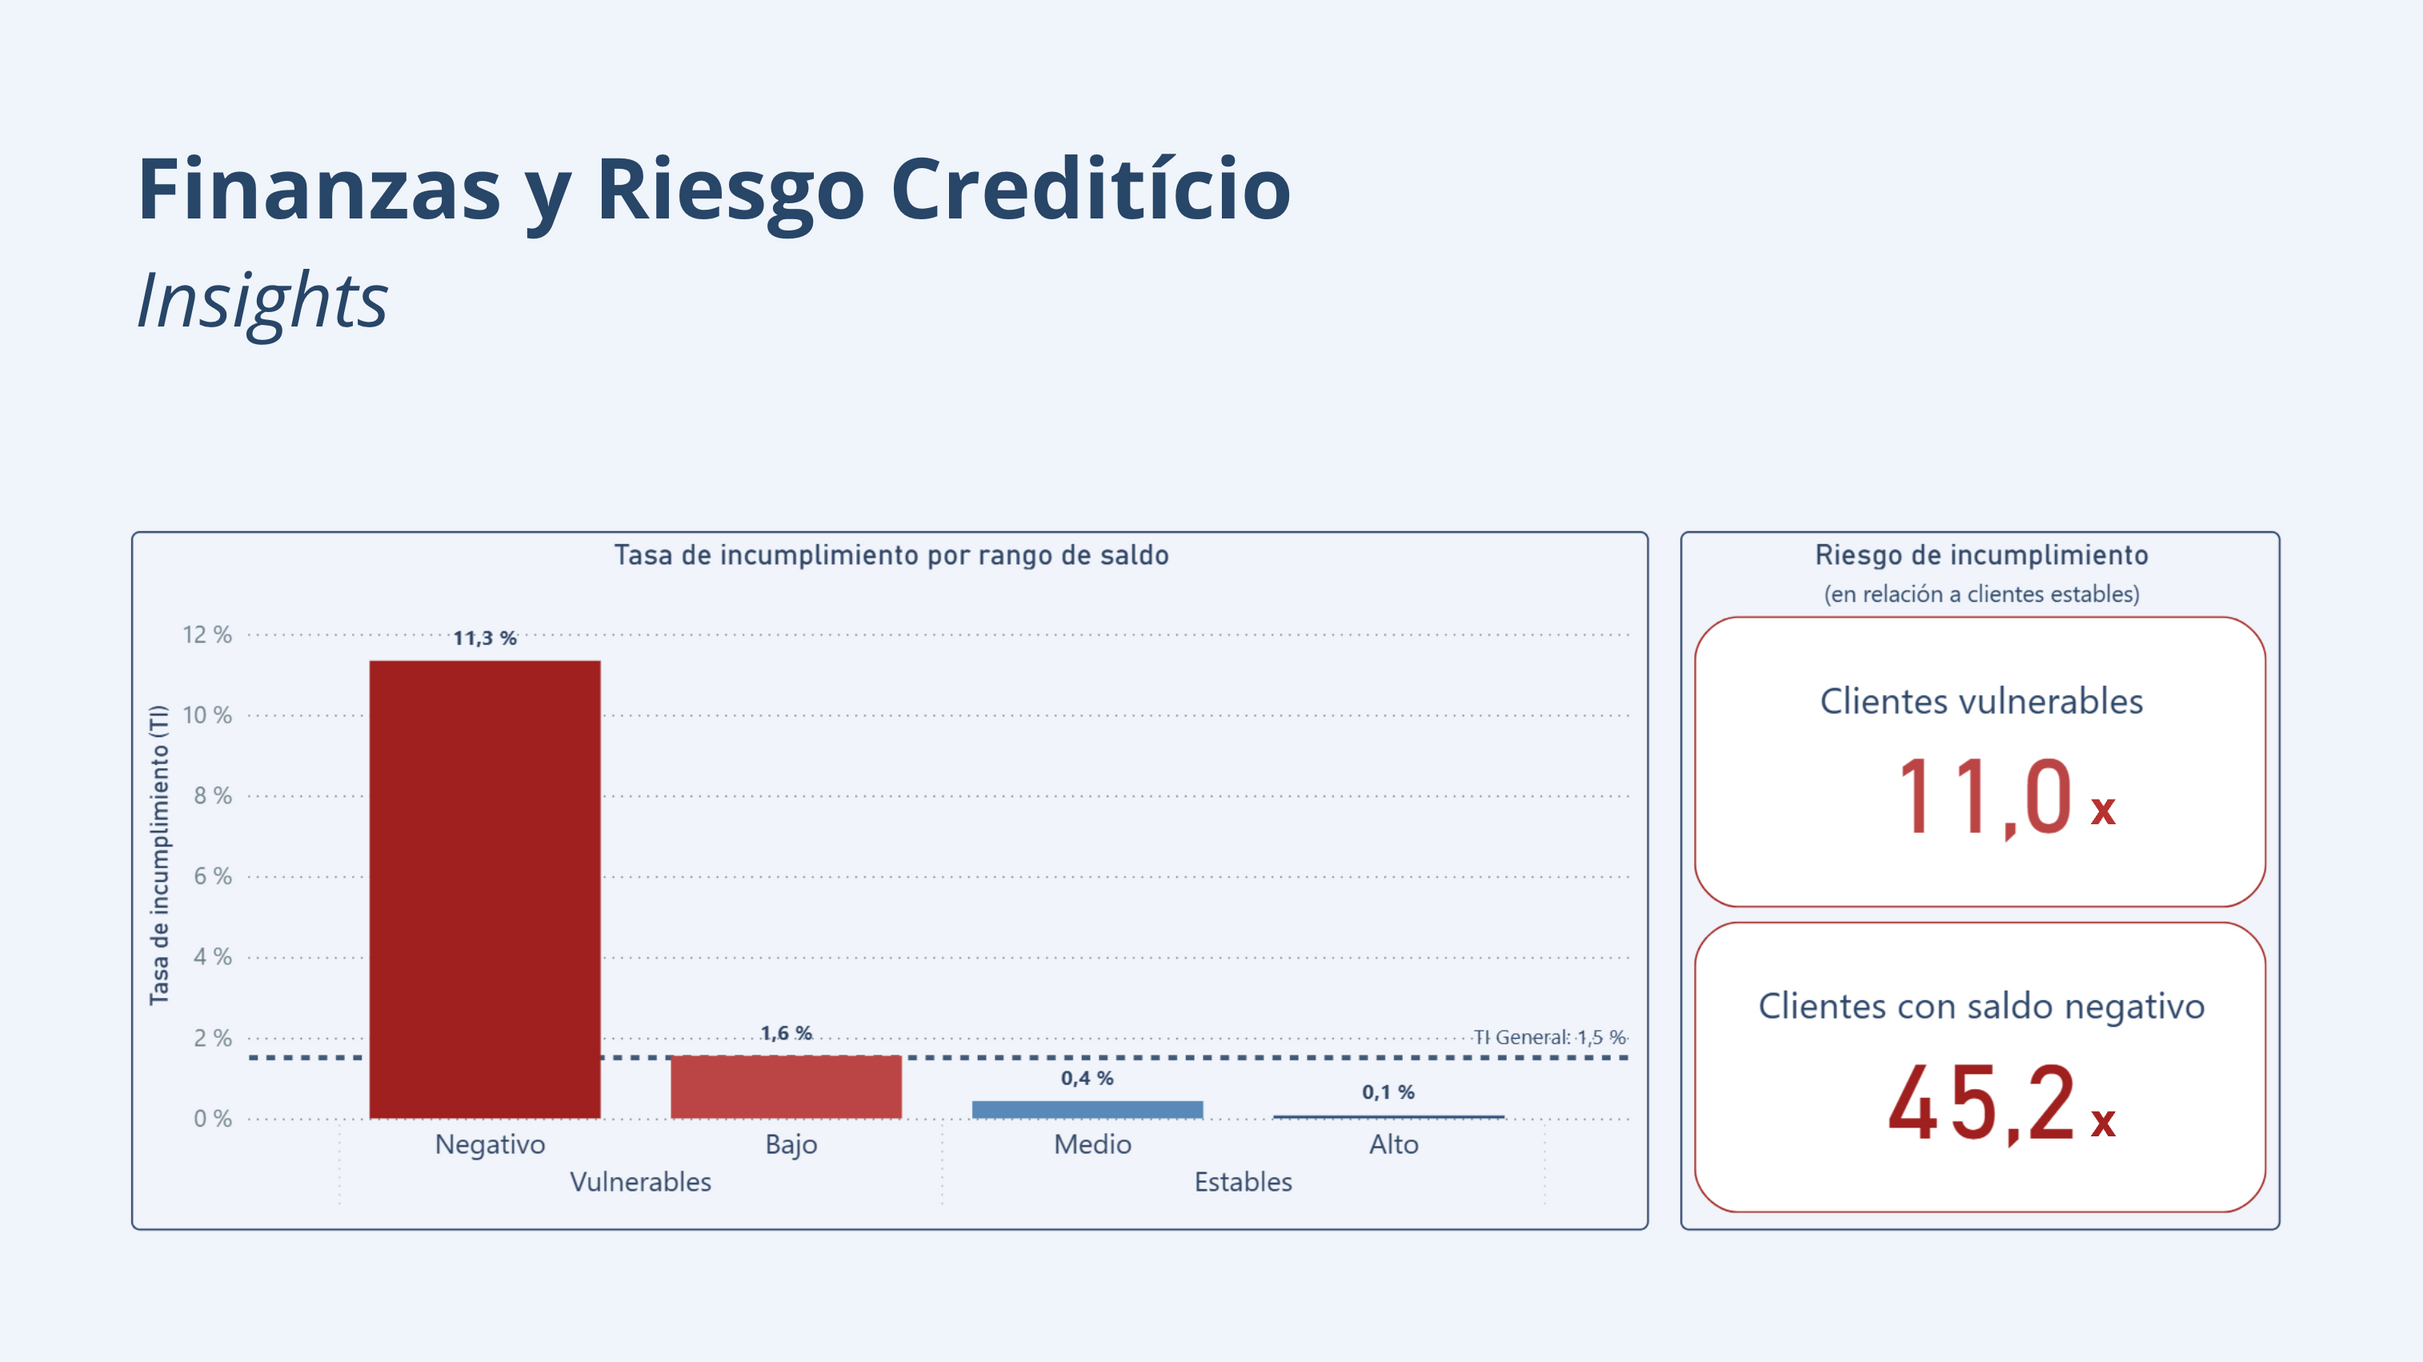 Finanzas y Riesgo Creditício
Insights
Tasa de incumplimiento por rango de saldo
Tasa de incumplimiento (TI)
12 %
10 %
8 %
6 %
4 %
2 %
0 %
11,3 %
1,6 %
0,4 %
0,1 %
TI General: 1,5 %
Negativo Bajo Medio Alto
Vulnerables Estables
Riesgo de incumplimiento
(en relación a clientes estables)
Clientes vulnerables
11,0 x
Clientes con saldo negativo
45,2 x